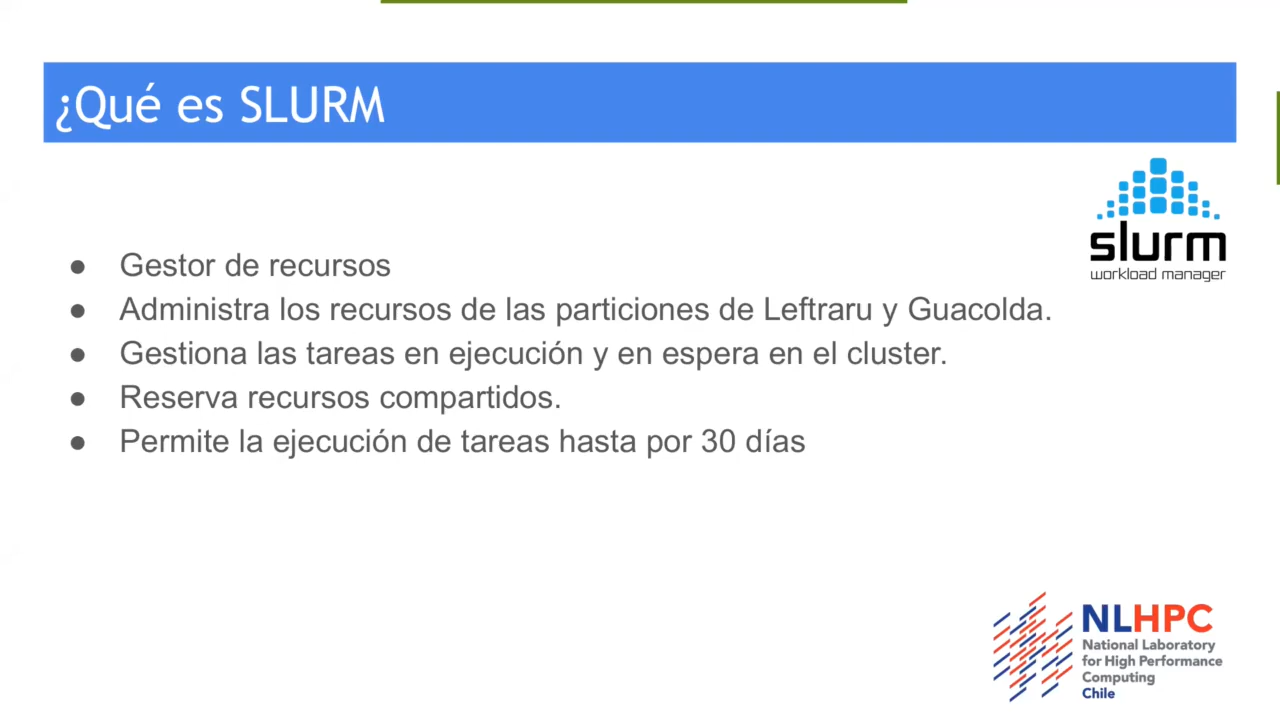 ¿Qué es SLURM
slurm
workload manager
● Gestor de recursos
● Administra los recursos de las particiones de Leftraru y Guacolda.
● Gestiona las tareas en ejecución y en espera en el cluster.
● Reserva recursos compartidos.
● Permite la ejecución de tareas hasta por 30 días
NLHPC
National Laboratory
for High Performance
Computing
Chile